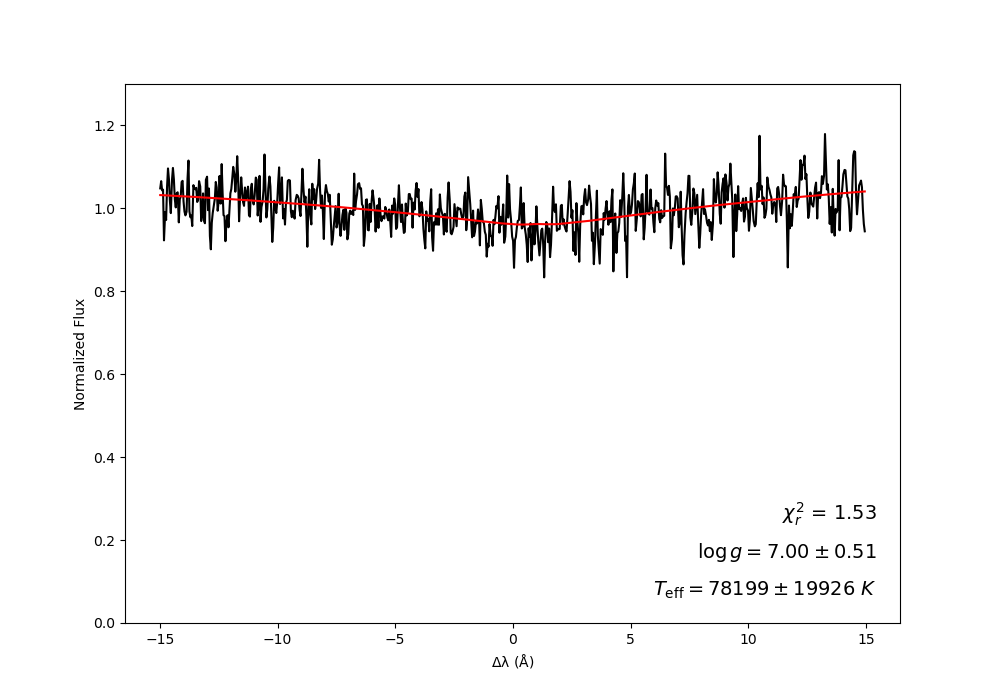 1.2
1.0
0.8
0.6
0.4
0.2
0.0
Normalized Flux
χ²ᵣ = 1.53
log g = 7.00 ± 0.51
T_eff = 78199 ± 19926 K
−15 −10 −5 0 5 10 15
Δλ (Å)